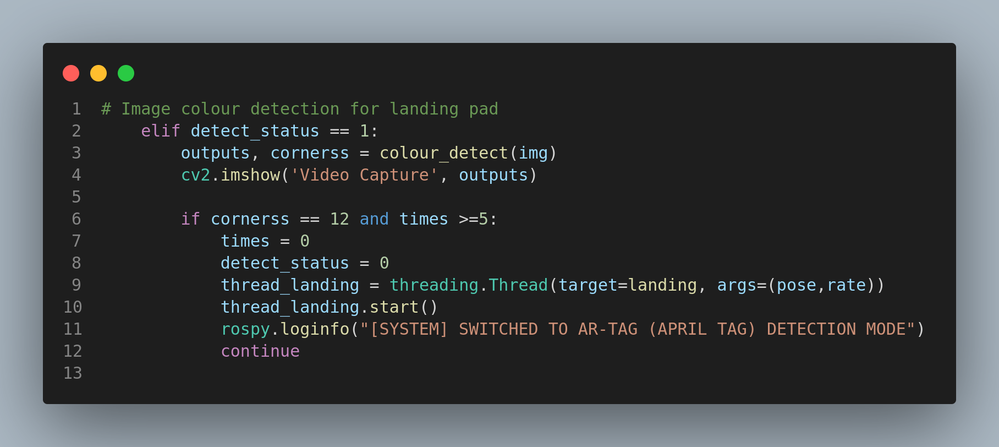 1 # Image colour detection for landing pad
2     elif detect_status == 1:
3         outputs, cornerss = colour_detect(img)
4         cv2.imshow('Video Capture', outputs)
5
6         if cornerss == 12 and times >=5:
7             times = 0
8             detect_status = 0
9             thread_landing = threading.Thread(target=landing, args=(pose,rate))
10             thread_landing.start()
11             rospy.loginfo("[SYSTEM] SWITCHED TO AR-TAG (APRIL TAG) DETECTION MODE")
12             continue
13